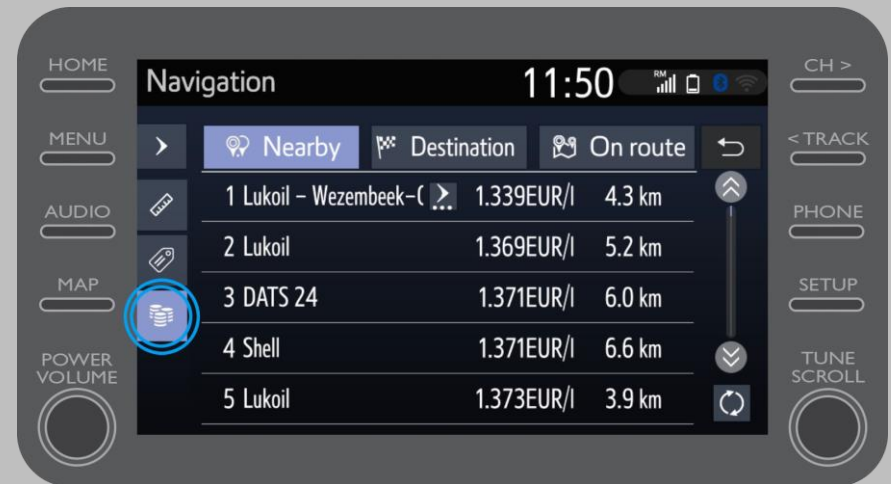 HOME
MENU
AUDIO
MAP
POWER
VOLUME
Navigation 11:50 RM
Nearby Destination On route
1 Lukoil – Wezembeek–( 1.339EUR/l 4.3 km
2 Lukoil 1.369EUR/l 5.2 km
3 DATS 24 1.371EUR/l 6.0 km
4 Shell 1.371EUR/l 6.6 km
5 Lukoil 1.373EUR/l 3.9 km
CH >
< TRACK
PHONE
SETUP
TUNE
SCROLL